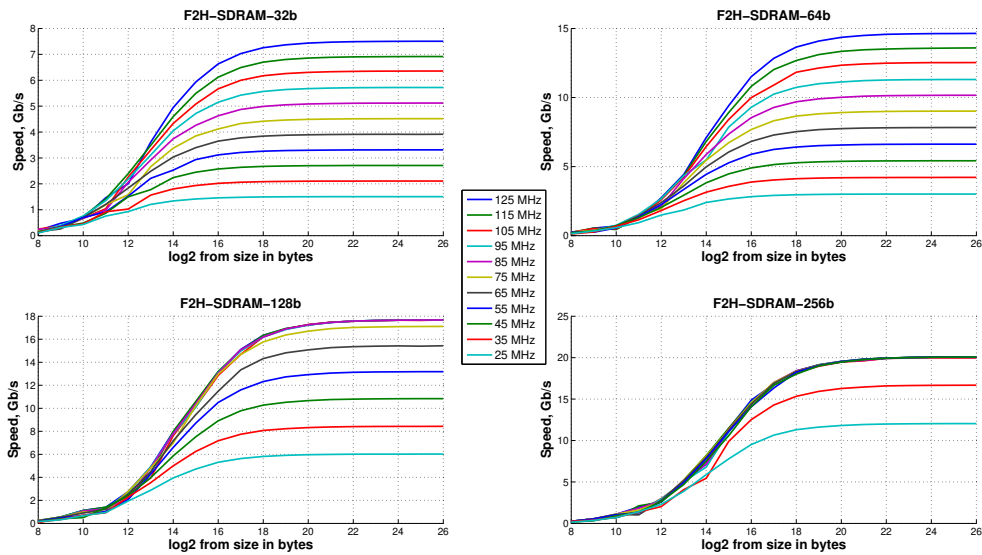 F2H-SDRAM-32b
8
7
6
5
4
3
2
1
0
Speed, Gb/s
8 10 12 14 16 18 20 22 24 26
log2 from size in bytes
F2H-SDRAM-64b
15
10
5
0
Speed, Gb/s
8 10 12 14 16 18 20 22 24 26
log2 from size in bytes
125 MHz
115 MHz
105 MHz
95 MHz
85 MHz
75 MHz
65 MHz
55 MHz
45 MHz
35 MHz
25 MHz
F2H-SDRAM-128b
18
16
14
12
10
8
6
4
2
0
Speed, Gb/s
8 10 12 14 16 18 20 22 24 26
log2 from size in bytes
F2H-SDRAM-256b
25
20
15
10
5
0
Speed, Gb/s
8 10 12 14 16 18 20 22 24 26
log2 from size in bytes